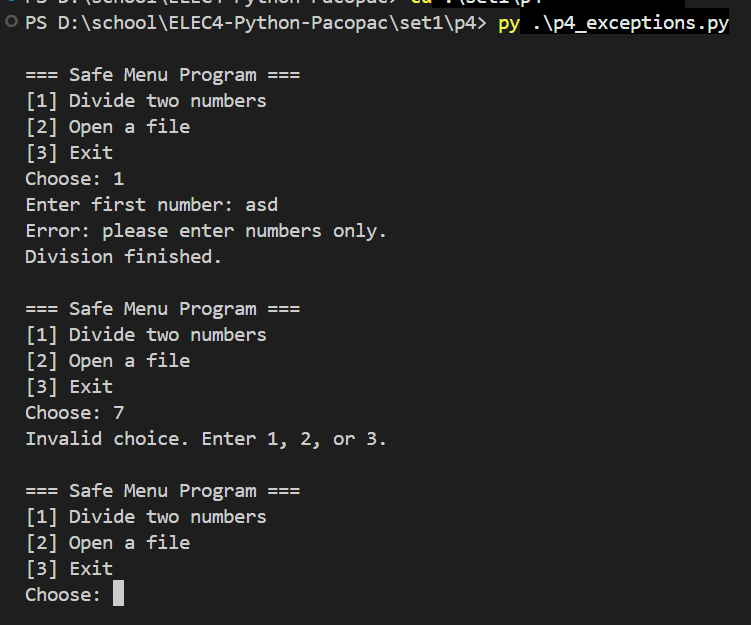 PS D:\school\ELEC4-Python-Pacopac\set1\p4> py .\p4_exceptions.py
=== Safe Menu Program ===
[1] Divide two numbers
[2] Open a file
[3] Exit
Choose: 1
Enter first number: asd
Error: please enter numbers only.
Division finished.
=== Safe Menu Program ===
[1] Divide two numbers
[2] Open a file
[3] Exit
Choose: 7
Invalid choice. Enter 1, 2, or 3.
=== Safe Menu Program ===
[1] Divide two numbers
[2] Open a file
[3] Exit
Choose: